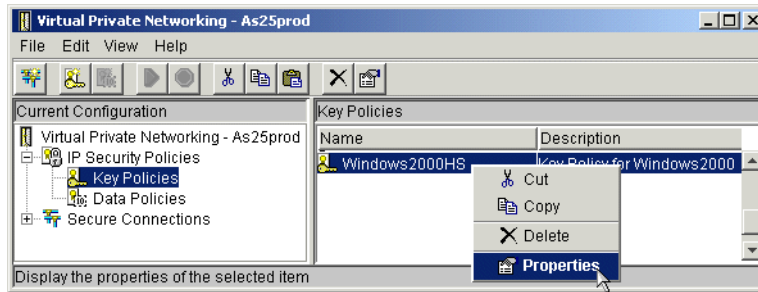 Virtual Private Networking - As25prod
File Edit View Help
Current Configuration
Key Policies
Virtual Private Networking - As25prod
IP Security Policies
Key Policies
Data Policies
Secure Connections
Name Description
Windows2000HS Key Policy for Windows2000
Cut
Copy
Delete
Properties
Display the properties of the selected item